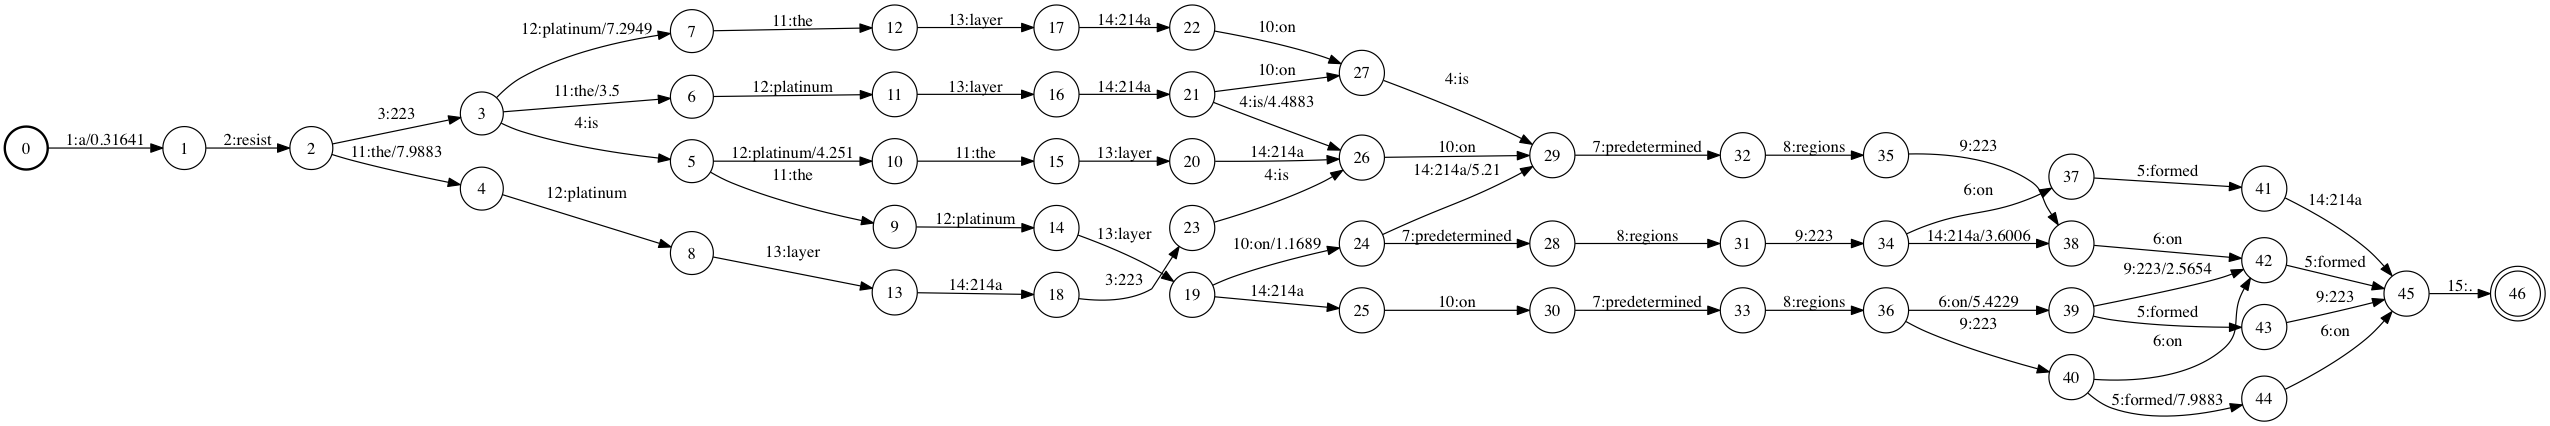 12:platinum/7.2949
7
11:the
12
13:layer
17
14:214a
22
10:on
27
4:is
11:the/3.5
6
12:platinum
11
13:layer
16
14:214a
21
10:on
4:is/4.4883
3:223
3
4:is
0
1:a/0.31641
1
2:resist
2
11:the/7.9883
4
5
12:platinum/4.251
10
11:the
15
13:layer
20
14:214a
26
10:on
29
7:predetermined
32
8:regions
35
9:223
11:the
4:is
14:214a/5.21
12:platinum
9
12:platinum
14
13:layer
23
10:on/1.1689
24
7:predetermined
28
8:regions
31
9:223
34
6:on
14:214a/3.6006
37
5:formed
41
14:214a
38
6:on
8
13:layer
13
14:214a
18
3:223
19
14:214a
25
10:on
30
7:predetermined
33
8:regions
36
6:on/5.4229
39
9:223/2.5654
42
5:formed
5:formed
43
9:223
45
15:.
46
9:223
40
6:on
5:formed/7.9883
44
6:on